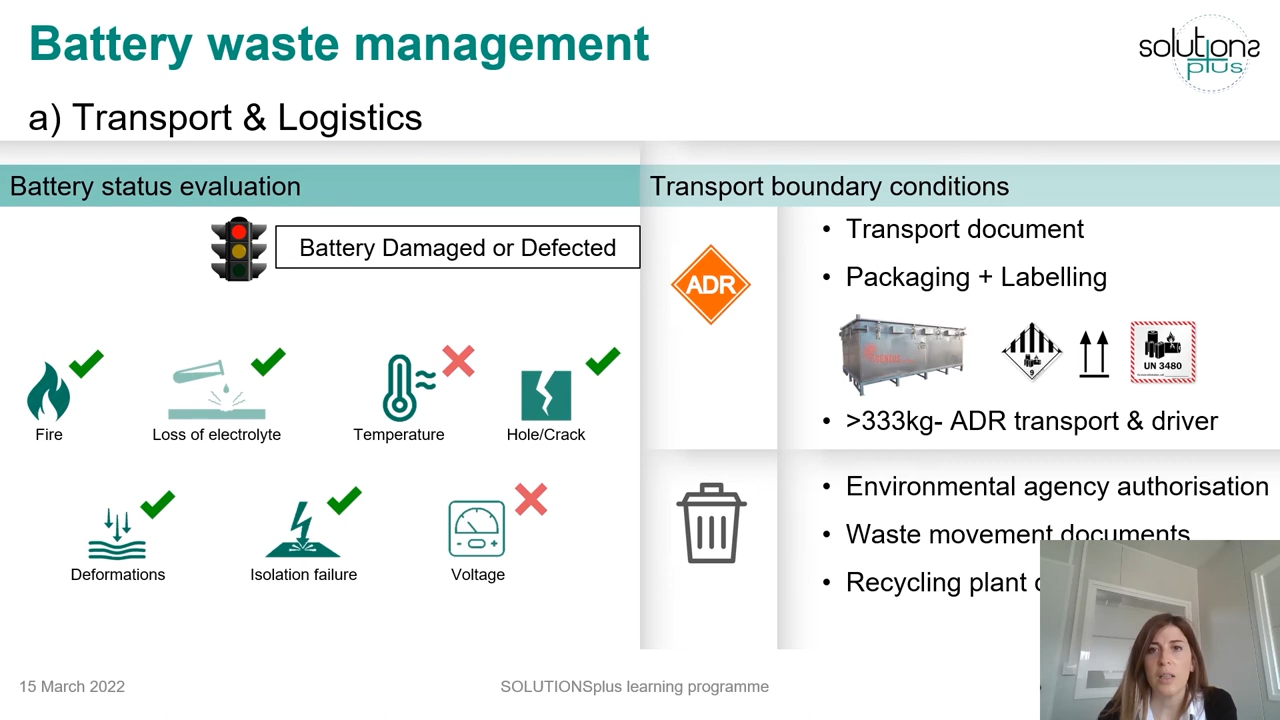 Battery waste management
solutions
plus
a) Transport & Logistics
Battery status evaluation
Transport boundary conditions
Battery Damaged or Defected
Fire
Loss of electrolyte
Temperature
Hole/Crack
Deformations
Isolation failure
Voltage
ADR
• Transport document
• Packaging + Labelling
9
UN 3480
• >333kg- ADR transport & driver
• Environmental agency authorisation
• Waste movement documents
• Recycling plant
15 March 2022
SOLUTIONSplus learning programme